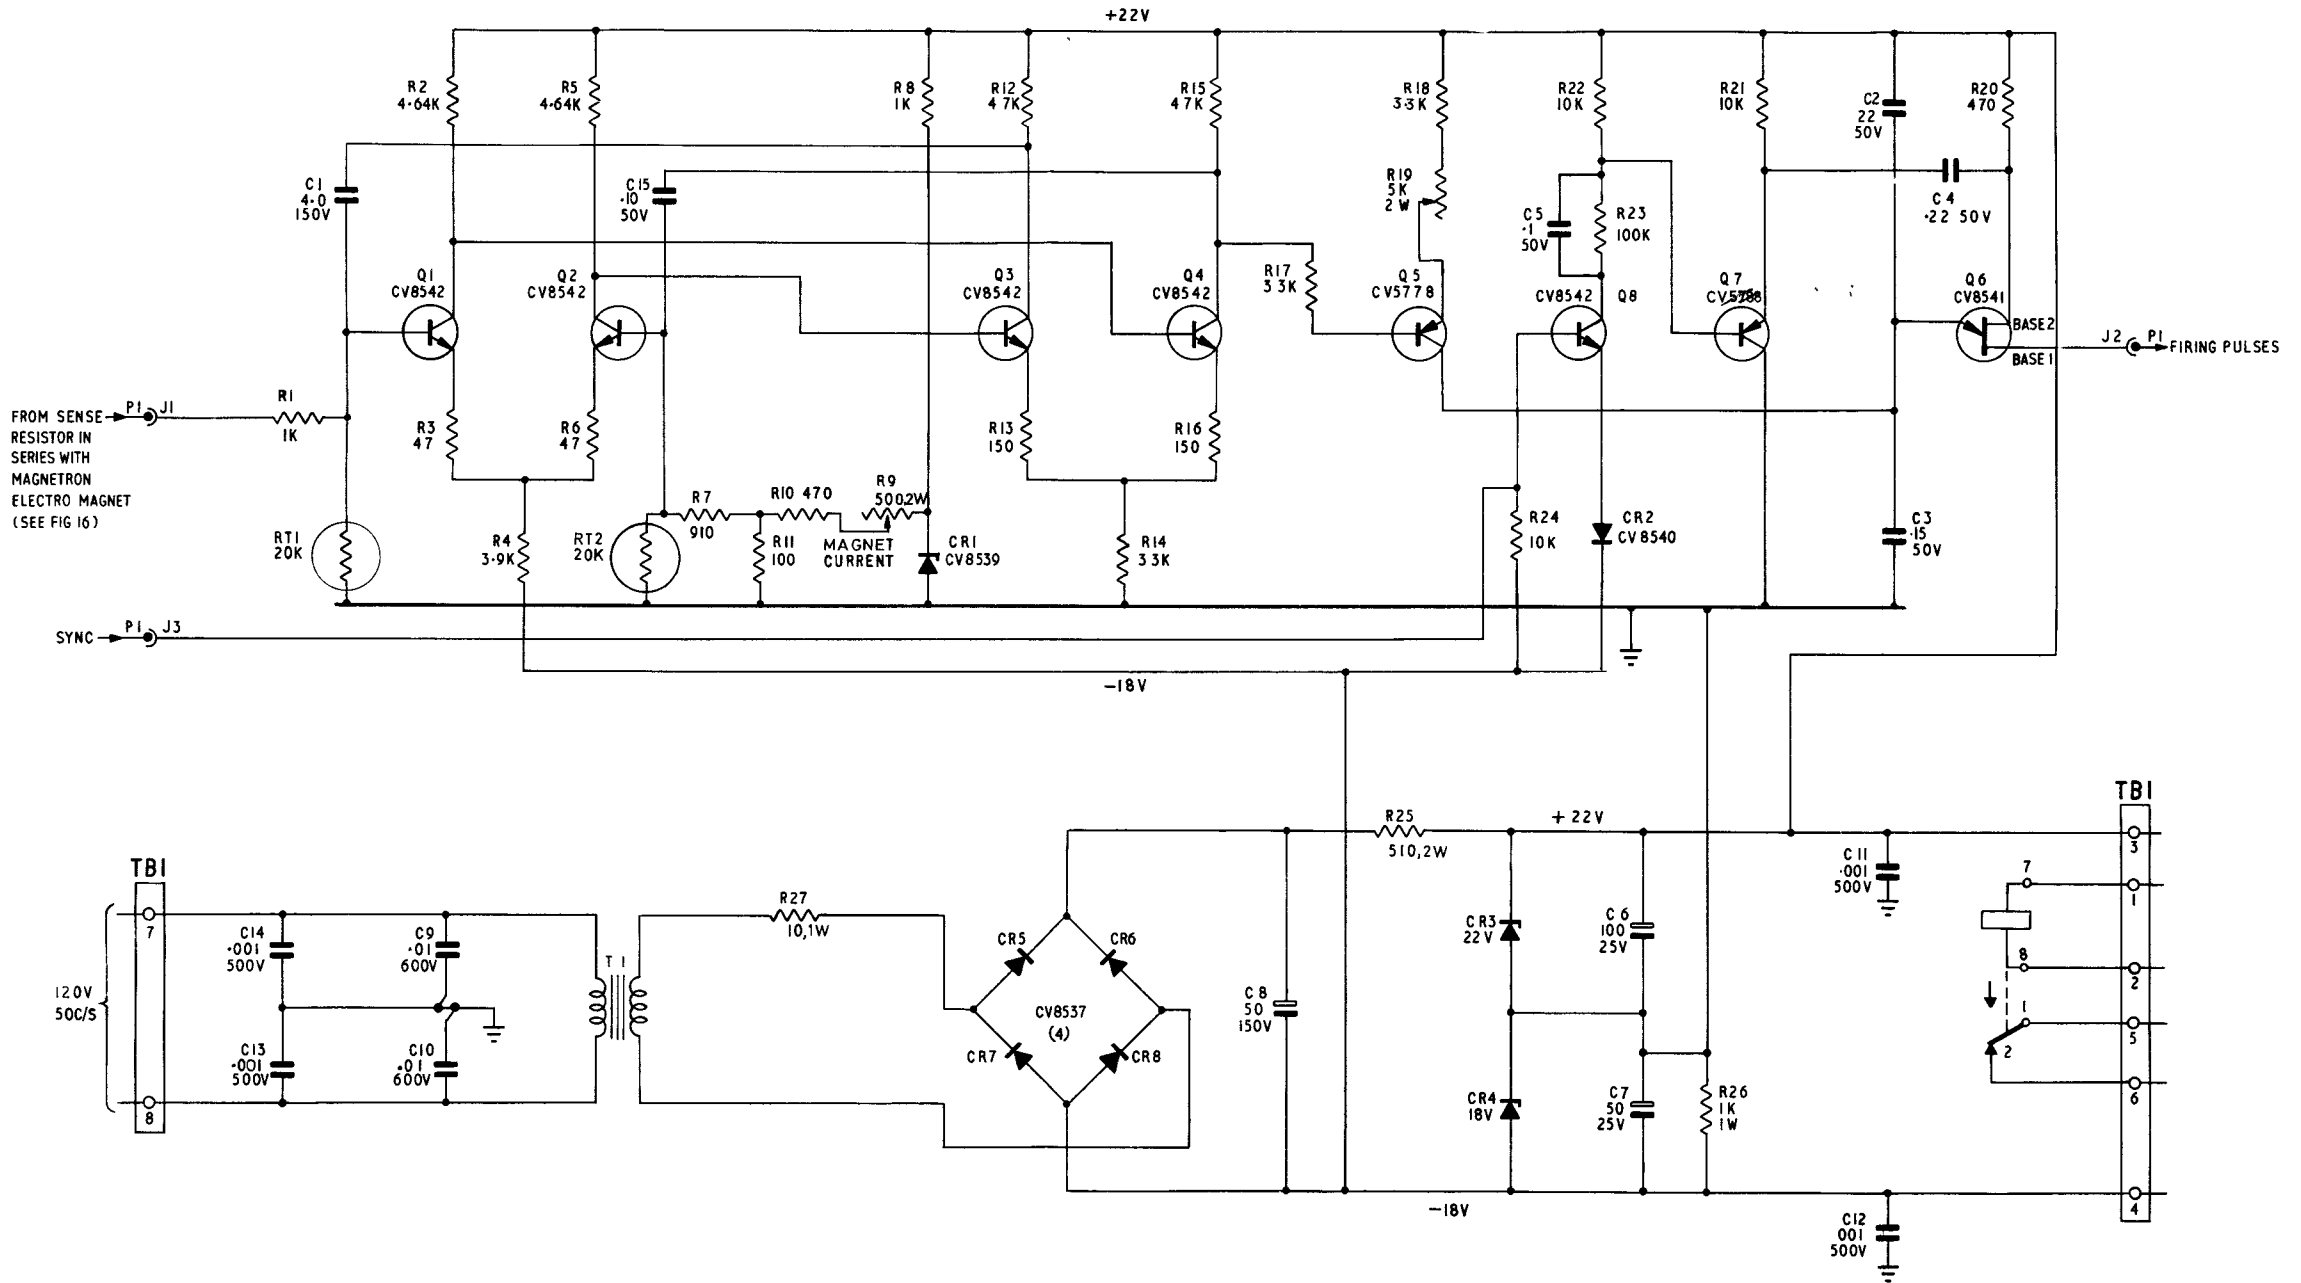 +22V
R2
4·64K
R5
4·64K
R8
1K
R12
47K
R15
47K
R18
3·3K
R22
10K
R21
10K
C2
22
50V
R20
470
C1
4·0
150V
C15
·10
50V
R19
5K
2W
C5
·1
50V
R23
100K
C4
·22 50V
Q1
CV8542
Q2
CV8542
Q3
CV8542
Q4
CV8542
R17
33K
Q5
CV5778
CV8542
Q8
Q7
Q6
CV8541
BASE2
BASE1
J2
P1
FIRING PULSES
FROM SENSE
RESISTOR IN
SERIES WITH
MAGNETRON
ELECTRO MAGNET
(SEE FIG 16)
P1
J1
R1
1K
R3
47
R6
47
R13
150
R16
150
RT1
20K
R4
3·9K
RT2
20K
R7
910
R10 470
R11
100
R9
500,2W
MAGNET
CURRENT
CR1
CV8539
R14
33K
R24
10K
CR2
CV8540
C3
·15
50V
SYNC
P1
J3
-18V
TB1
7
8
120V
50C/S
C14
·001
500V
C9
·01
600V
C13
·001
500V
C10
·01
600V
T1
R27
10,1W
CR5
CR6
CV8537
(4)
CR7
CR8
C8
50
150V
R25
510,2W
+22V
CR3
22V
C6
100
25V
CR4
18V
C7
50
25V
R26
1K
1W
-18V
C11
·001
500V
C12
001
500V
TB1
3
7
1
8
2
1
5
2
6
4